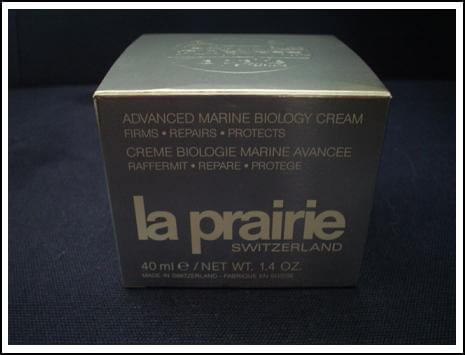 ADVANCED MARINE BIOLOGY CREAM
FIRMS • REPAIRS • PROTECTS
CREME BIOLOGIE MARINE AVANCEE
RAFFERMIT • REPARE • PROTEGE
la prairie
SWITZERLAND
40 ml e / NET WT. 1.4 OZ.
MADE IN SWITZERLAND - FABRIQUE EN SUISSE